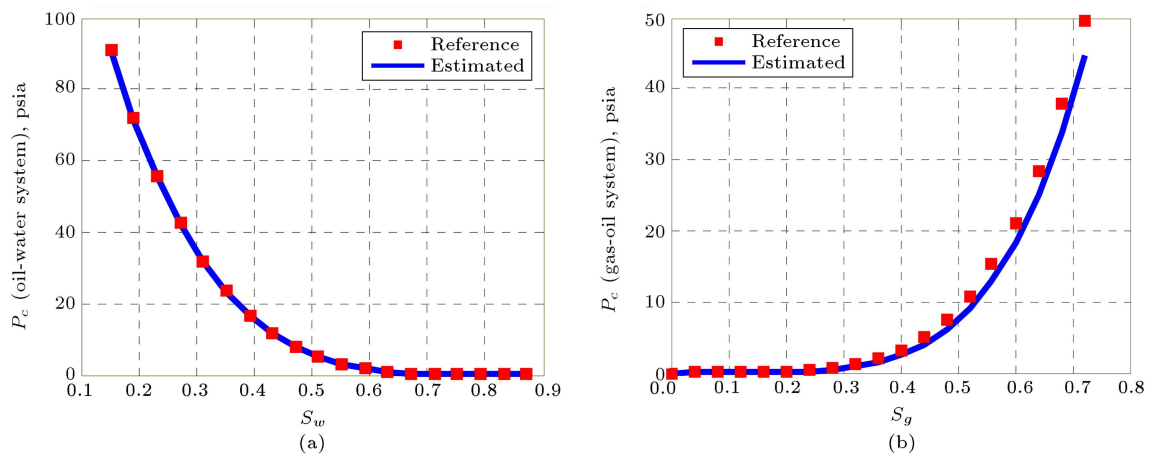 100
80
60
40
20
0
0.1 0.2 0.3 0.4 0.5 0.6 0.7 0.8 0.9
P_c (oil-water system), psia
S_w
Reference
Estimated
(a)
50
40
30
20
10
0
0.0 0.1 0.2 0.3 0.4 0.5 0.6 0.7 0.8
P_c (gas-oil system), psia
S_g
Reference
Estimated
(b)